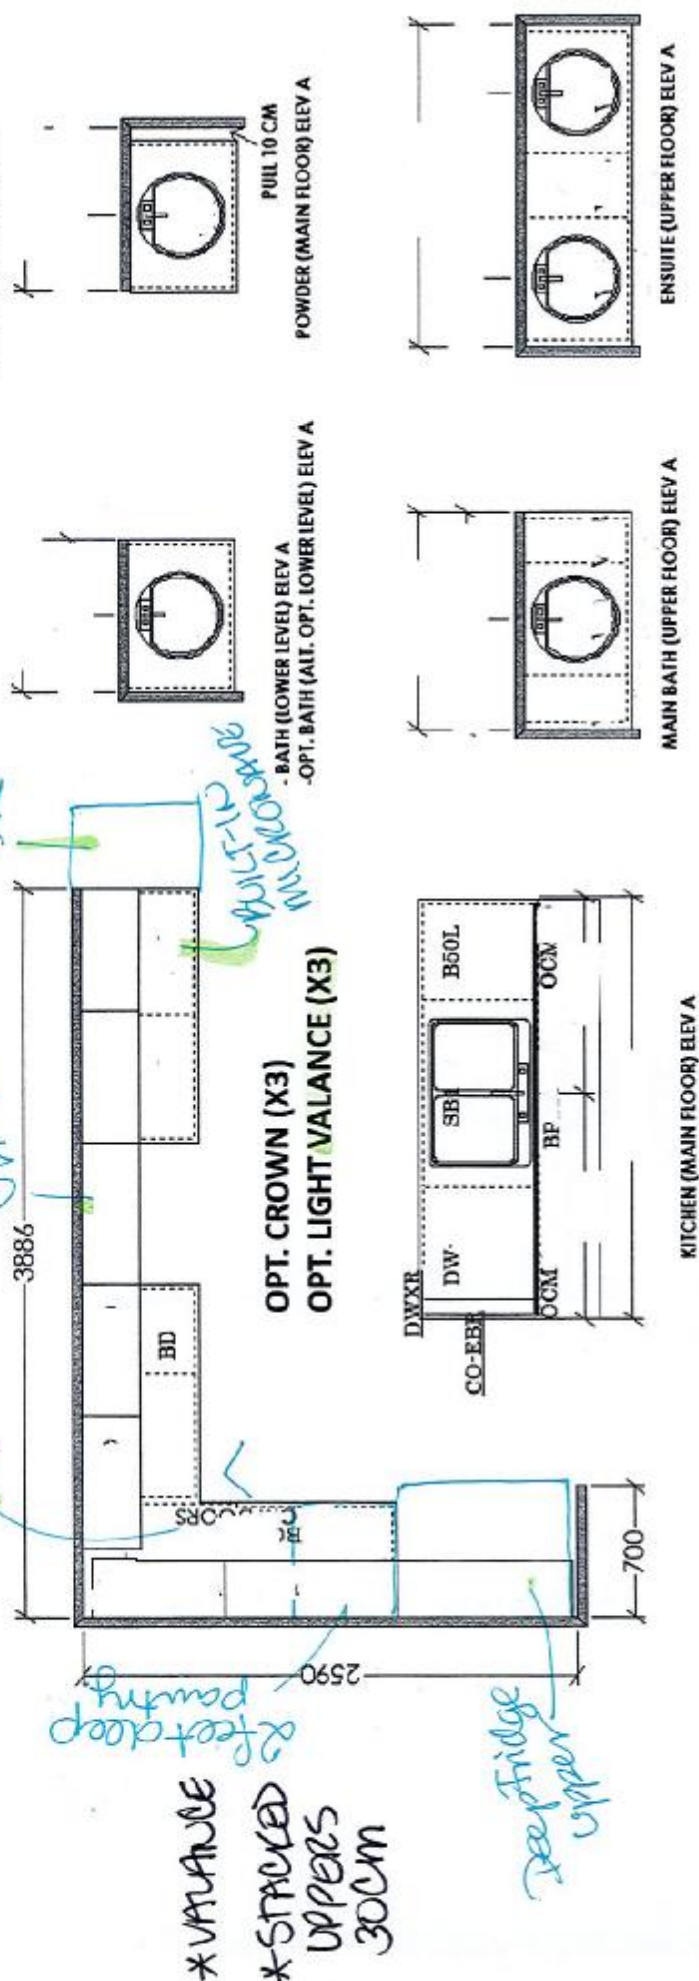 PULL 10 CM
POWDER (MAIN FLOOR) ELEV A
ENSUITE (UPPER FLOOR) ELEV A
- BATH (LOWER LEVEL) ELEV A
-OPT. BATH (ALT. OPT. LOWER LEVEL) ELEV A
MAIN BATH (UPPER FLOOR) ELEV A
BUILT-IN
MICROWAVE
3886
BD
OPT. CROWN (X3)
OPT. LIGHT VALANCE (X3)
DWXR
DW
B50L
OCM
BP
OCM
CO-EBR
KITCHEN (MAIN FLOOR) ELEV A
700
2590
2 feet deep
pantry
Deep fridge
upper
*VALANCE
*STACKED
UPPERS
30CM